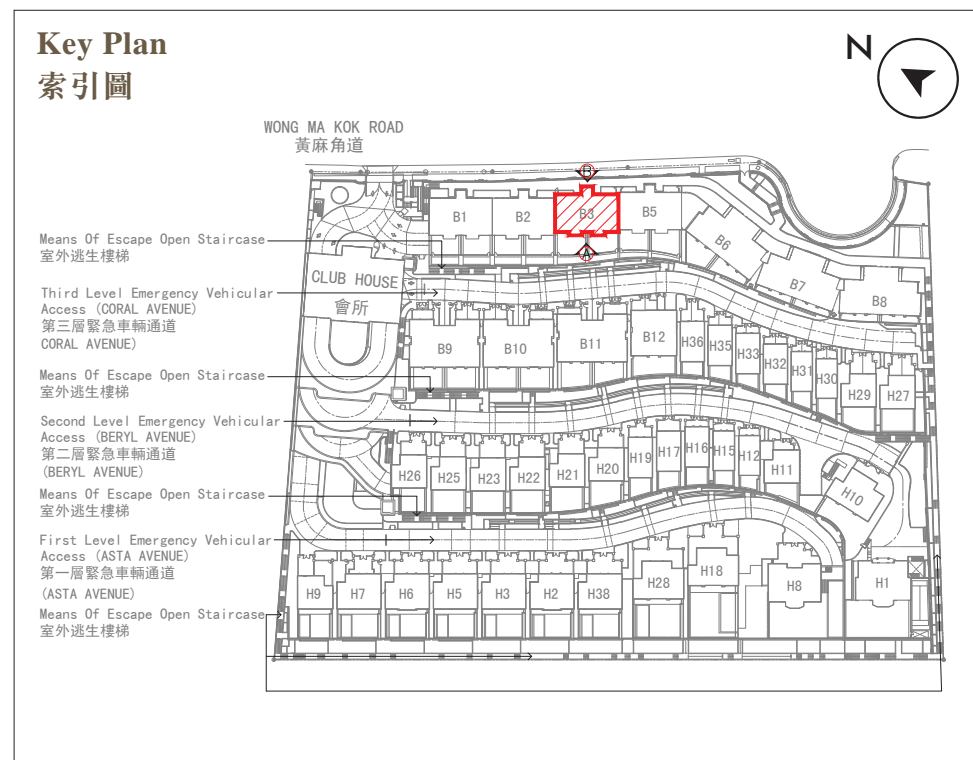 Key Plan
索引圖
N
WONG MA KOK ROAD
黃麻角道
B
B1
B2
B3
B5
B6
B7
B8
A
Means Of Escape Open Staircase
室外逃生樓梯
CLUB HOUSE
會所
Third Level Emergency Vehicular
Access (CORAL AVENUE)
第三層緊急車輛通道
CORAL AVENUE)
B9
B10
B11
B12
H36
H35
H33
H32
H31
H30
H29
H27
Means Of Escape Open Staircase
室外逃生樓梯
Second Level Emergency Vehicular
Access (BERYL AVENUE)
第二層緊急車輛通道
(BERYL AVENUE)
H26
H25
H23
H22
H21
H20
H19
H17
H16
H15
H12
H11
H10
Means Of Escape Open Staircase
室外逃生樓梯
First Level Emergency Vehicular
Access (ASTA AVENUE)
第一層緊急車輛通道
(ASTA AVENUE)
H9
H7
H6
H5
H3
H2
H38
H28
H18
H8
H1
Means Of Escape Open Staircase
室外逃生樓梯